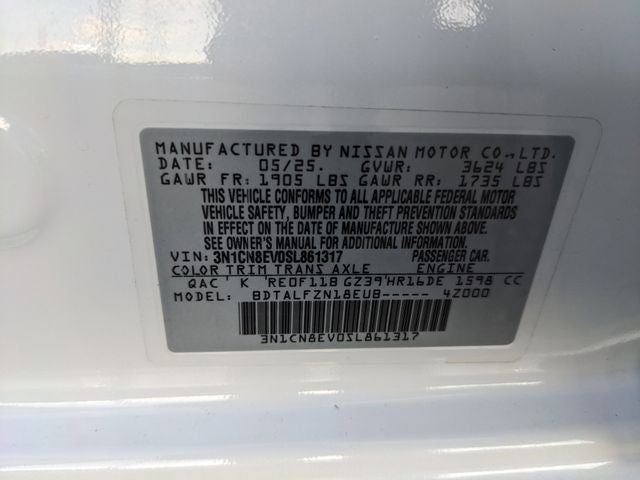 MANUFACTURED BY NISSAN MOTOR CO.,LTD.
DATE: 05/25. GVWR: 3624 LBS
GAWR FR: 1905 LBS GAWR RR: 1735 LBS
THIS VEHICLE CONFORMS TO ALL APPLICABLE FEDERAL MOTOR
VEHICLE SAFETY, BUMPER AND THEFT PREVENTION STANDARDS
IN EFFECT ON THE DATE OF MANUFACTURE SHOWN ABOVE.
SEE OWNER'S MANUAL FOR ADDITIONAL INFORMATION.
VIN: 3N1CN8EV0SL861317 PASSENGER CAR.
COLOR TRIM TRANS AXLE ENGINE
QAC K RE0F11B GZ39 HR16DE 1598 CC
MODEL: BDTALFZN18EUB----- 4Z000
3N1CN8EV0SL861317